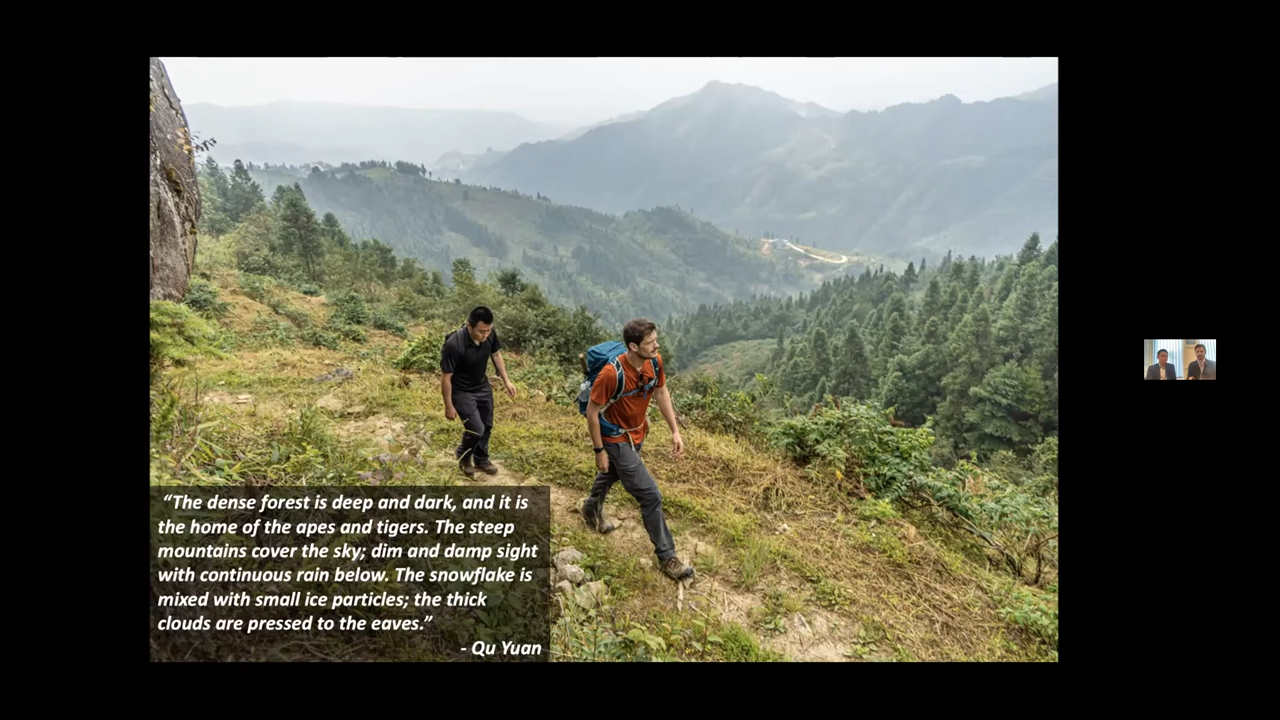 “The dense forest is deep and dark, and it is
the home of the apes and tigers. The steep
mountains cover the sky; dim and damp sight
with continuous rain below. The snowflake is
mixed with small ice particles; the thick
clouds are pressed to the eaves.”
- Qu Yuan